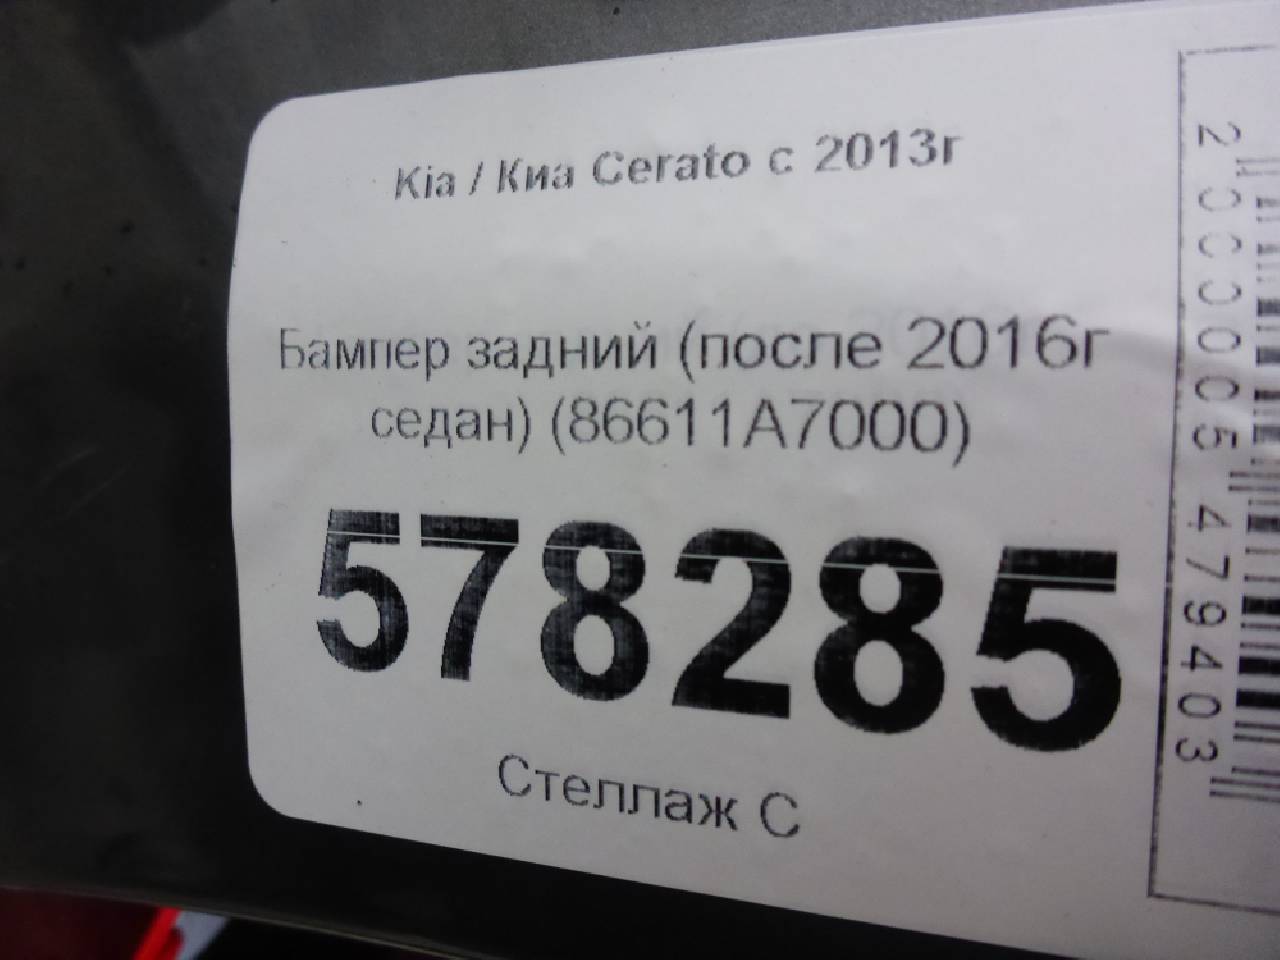 Kia / Киа Cerato с 2013г
Бампер задний (после 2016г
седан) (86611A7000)
578285
Стеллаж С
2000005479403